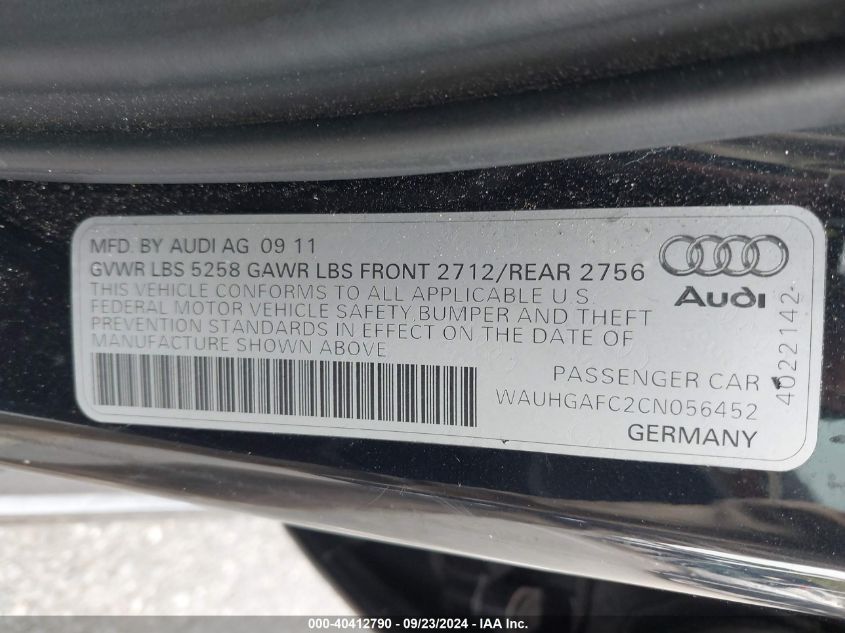 MFD. BY AUDI AG 09 11
GVWR LBS 5258 GAWR LBS FRONT 2712/REAR 2756
THIS VEHICLE CONFORMS TO ALL APPLICABLE U.S.
FEDERAL MOTOR VEHICLE SAFETY, BUMPER AND THEFT
PREVENTION STANDARDS IN EFFECT ON THE DATE OF
MANUFACTURE SHOWN ABOVE
Audi
PASSENGER CAR
WAUHGAFC2CN056452
GERMANY
4022142
000-40412790 - 09/23/2024 - IAA Inc.